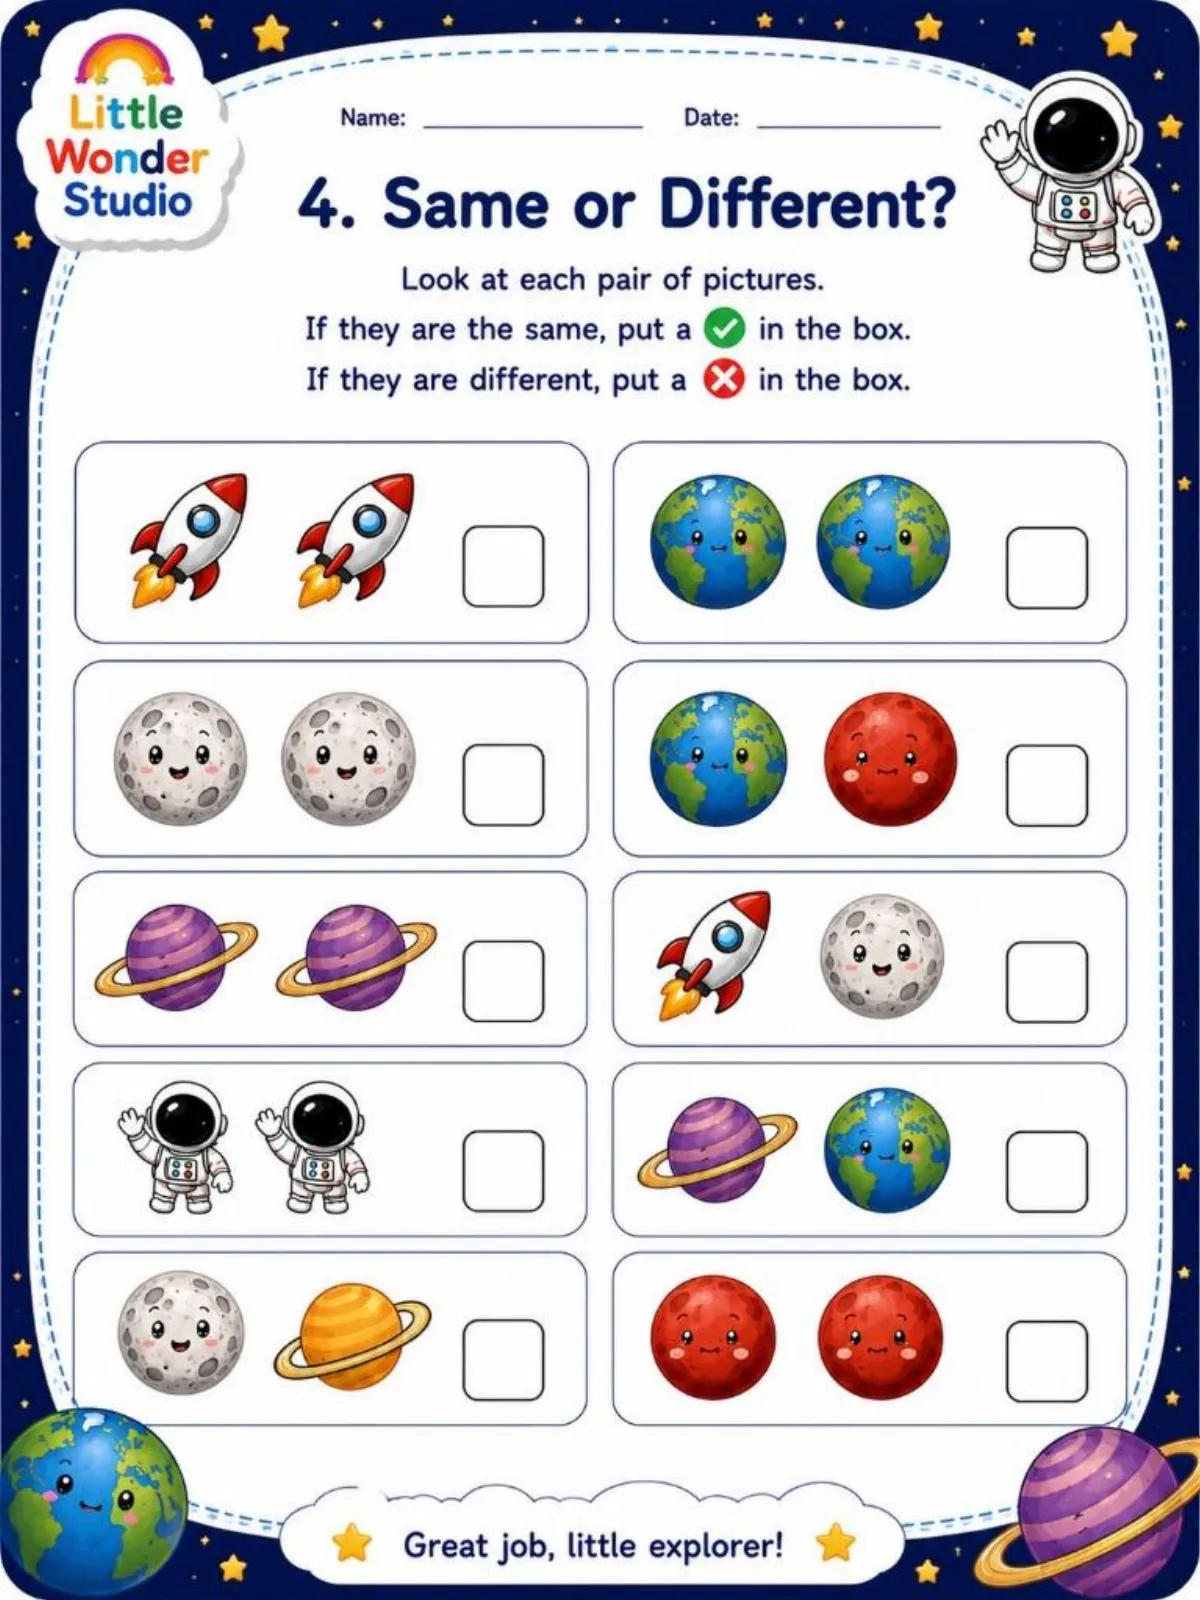 Little
Wonder
Studio
Name:
Date:
4. Same or Different?
Look at each pair of pictures.
If they are the same, put a ✅ in the box.
If they are different, put a ❌ in the box.
Great job, little explorer!